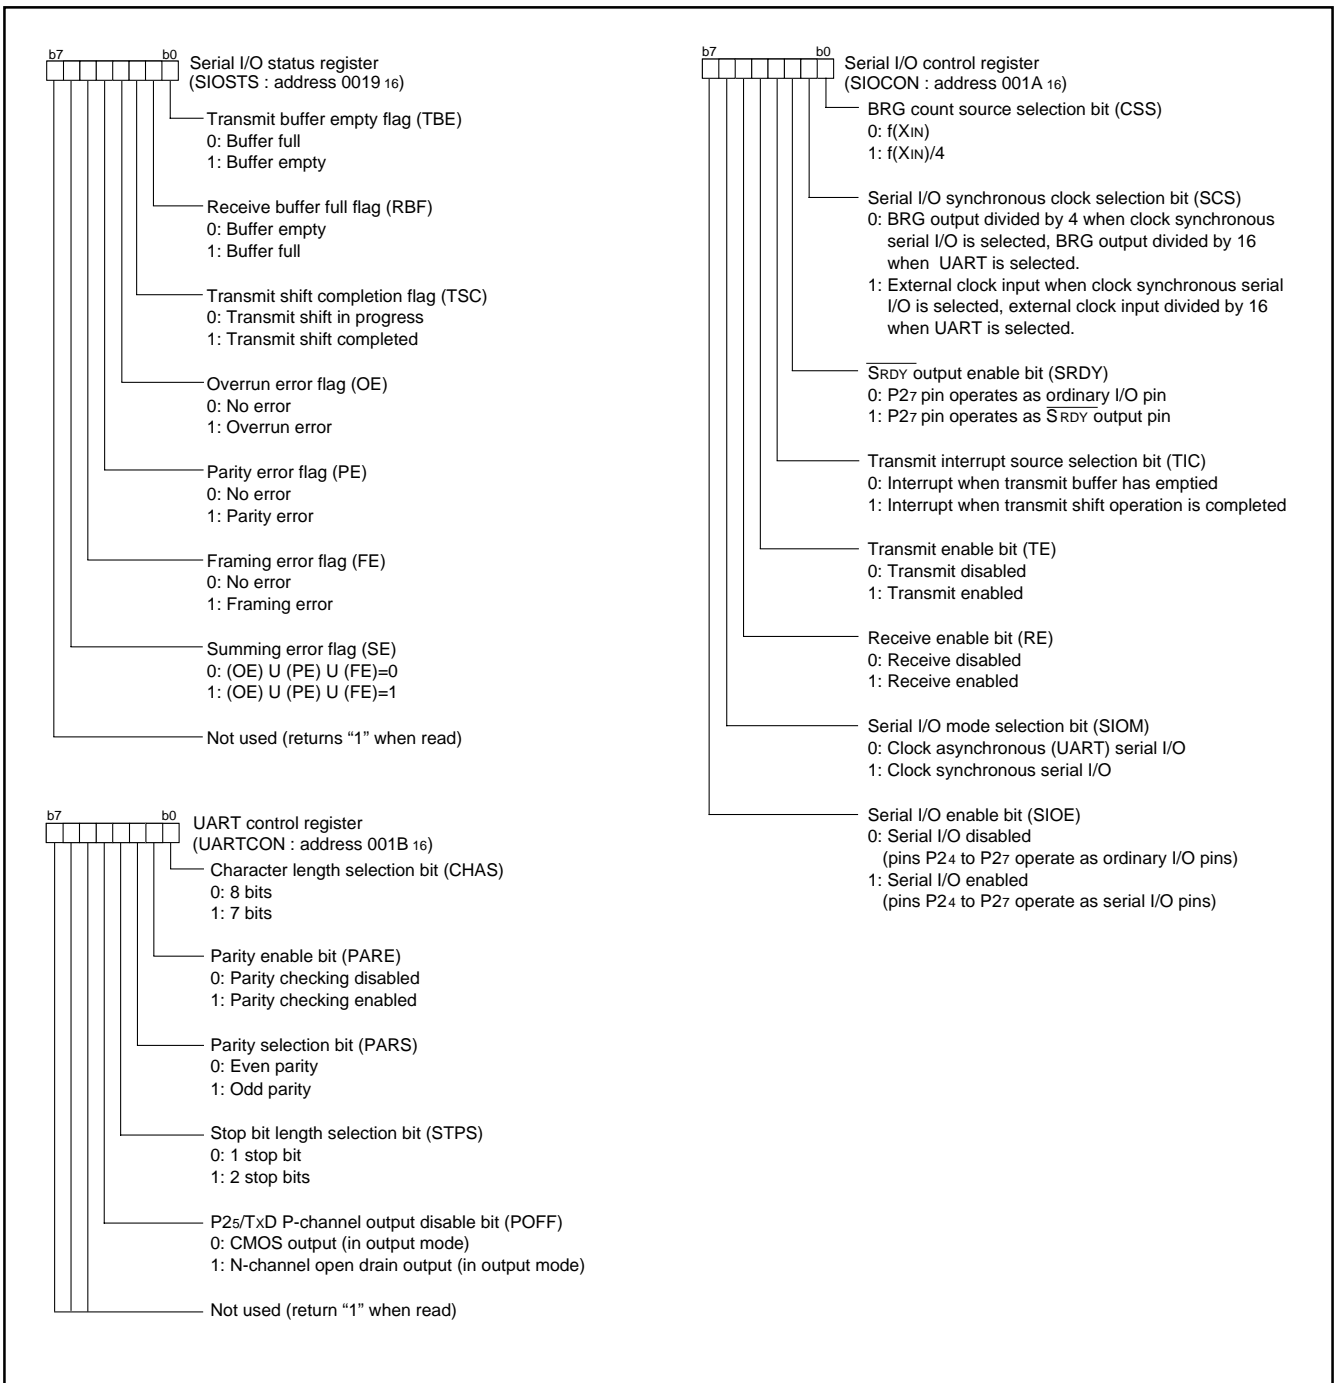 b7 b0
Serial I/O status register
(SIOSTS : address 0019 16)
Transmit buffer empty flag (TBE)
0: Buffer full
1: Buffer empty
Receive buffer full flag (RBF)
0: Buffer empty
1: Buffer full
Transmit shift completion flag (TSC)
0: Transmit shift in progress
1: Transmit shift completed
Overrun error flag (OE)
0: No error
1: Overrun error
Parity error flag (PE)
0: No error
1: Parity error
Framing error flag (FE)
0: No error
1: Framing error
Summing error flag (SE)
0: (OE) U (PE) U (FE)=0
1: (OE) U (PE) U (FE)=1
Not used (returns “1” when read)
b7 b0
UART control register
(UARTCON : address 001B 16)
Character length selection bit (CHAS)
0: 8 bits
1: 7 bits
Parity enable bit (PARE)
0: Parity checking disabled
1: Parity checking enabled
Parity selection bit (PARS)
0: Even parity
1: Odd parity
Stop bit length selection bit (STPS)
0: 1 stop bit
1: 2 stop bits
P25/TXD P-channel output disable bit (POFF)
0: CMOS output (in output mode)
1: N-channel open drain output (in output mode)
Not used (return “1” when read)
b7 b0
Serial I/O control register
(SIOCON : address 001A 16)
BRG count source selection bit (CSS)
0: f(XIN)
1: f(XIN)/4
Serial I/O synchronous clock selection bit (SCS)
0: BRG output divided by 4 when clock synchronous
serial I/O is selected, BRG output divided by 16
when UART is selected.
1: External clock input when clock synchronous serial
I/O is selected, external clock input divided by 16
when UART is selected.
SRDY output enable bit (SRDY)
0: P27 pin operates as ordinary I/O pin
1: P27 pin operates as SRDY output pin
Transmit interrupt source selection bit (TIC)
0: Interrupt when transmit buffer has emptied
1: Interrupt when transmit shift operation is completed
Transmit enable bit (TE)
0: Transmit disabled
1: Transmit enabled
Receive enable bit (RE)
0: Receive disabled
1: Receive enabled
Serial I/O mode selection bit (SIOM)
0: Clock asynchronous (UART) serial I/O
1: Clock synchronous serial I/O
Serial I/O enable bit (SIOE)
0: Serial I/O disabled
(pins P24 to P27 operate as ordinary I/O pins)
1: Serial I/O enabled
(pins P24 to P27 operate as serial I/O pins)